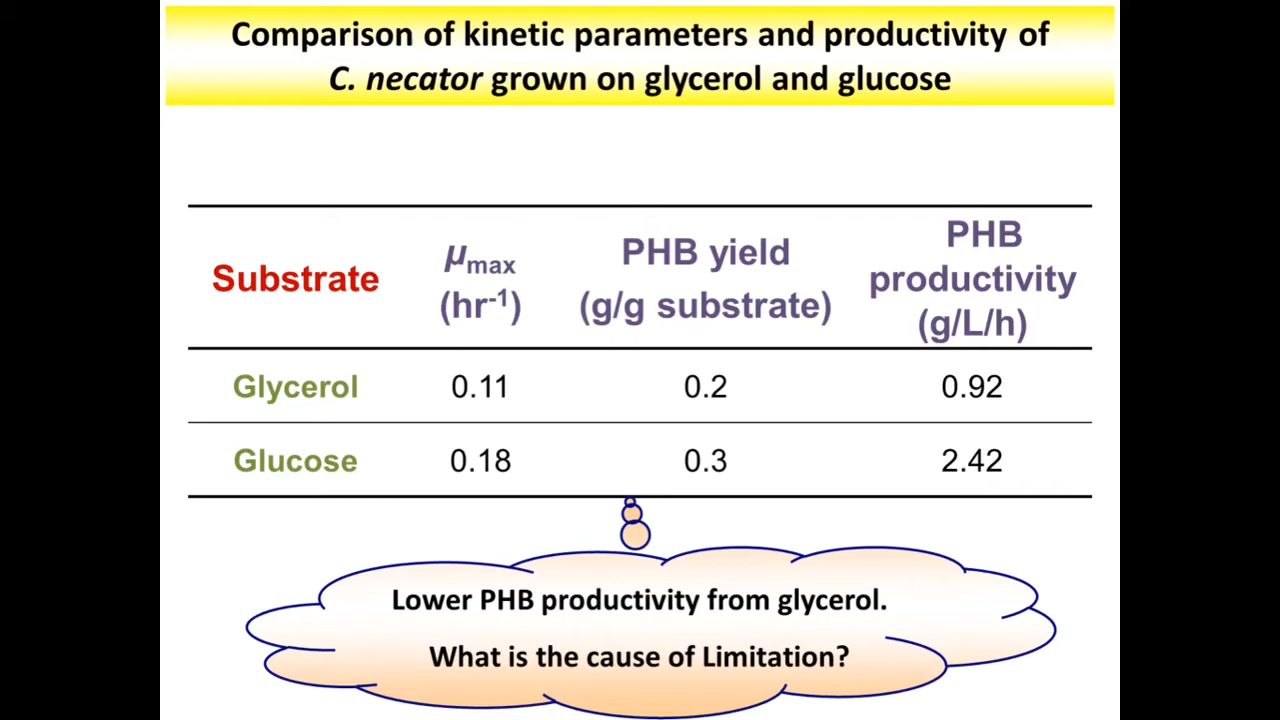 Comparison of kinetic parameters and productivity of
C. necator grown on glycerol and glucose
Substrate
μmax
(hr-1)
PHB yield
(g/g substrate)
PHB
productivity
(g/L/h)
Glycerol 0.11 0.2 0.92
Glucose 0.18 0.3 2.42
Lower PHB productivity from glycerol.
What is the cause of Limitation?